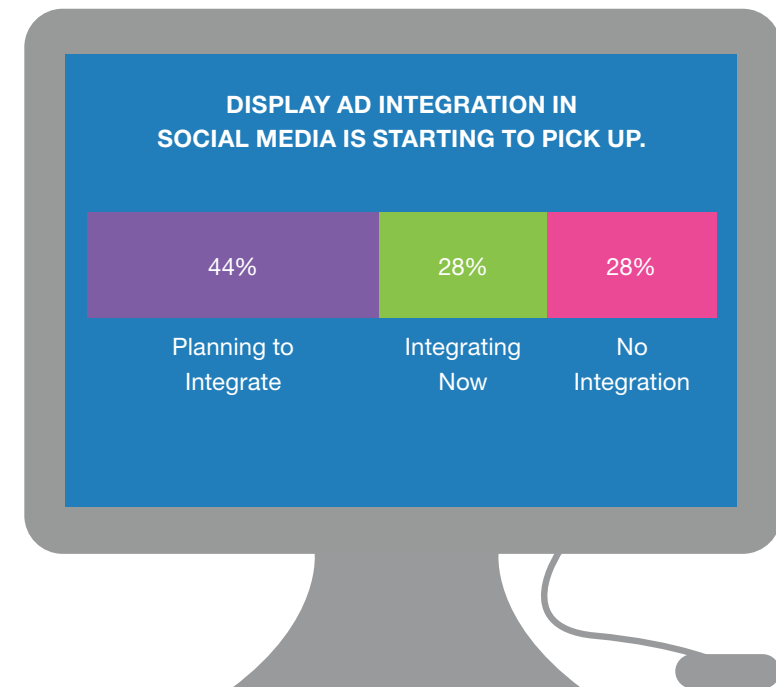 DISPLAY AD INTEGRATION IN
SOCIAL MEDIA IS STARTING TO PICK UP.
44%
28%
28%
Planning to
Integrate
Integrating
Now
No
Integration